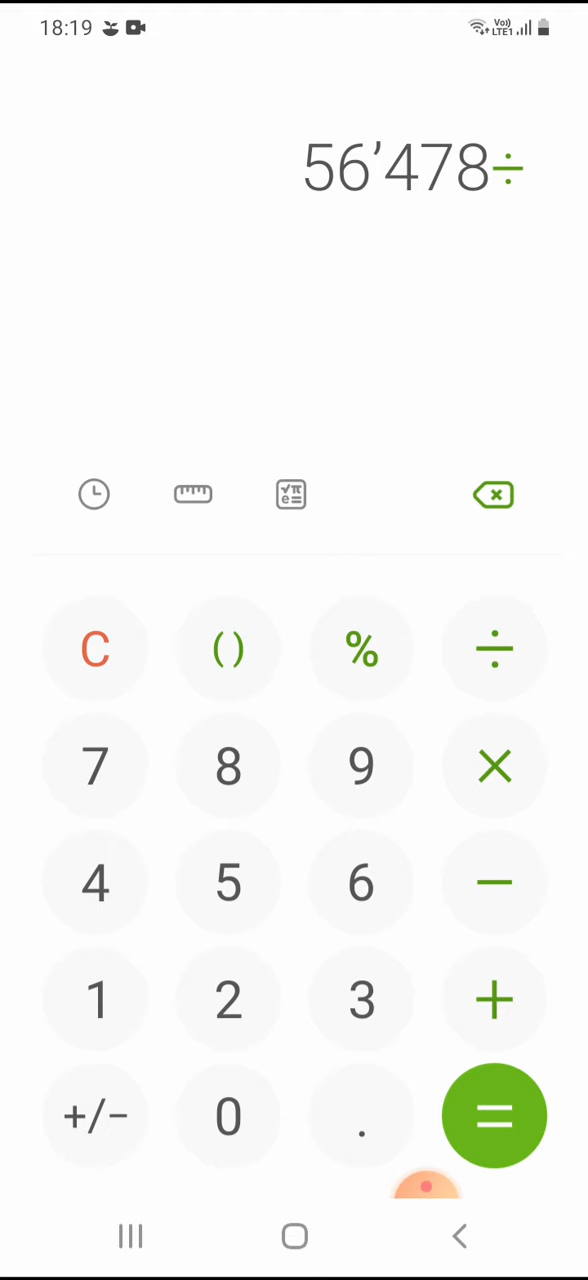 18:19 Vo)) LTE1
56’478÷
√π
e=
C ( ) % ÷
7 8 9 ×
4 5 6 −
1 2 3 +
+/− 0 . =